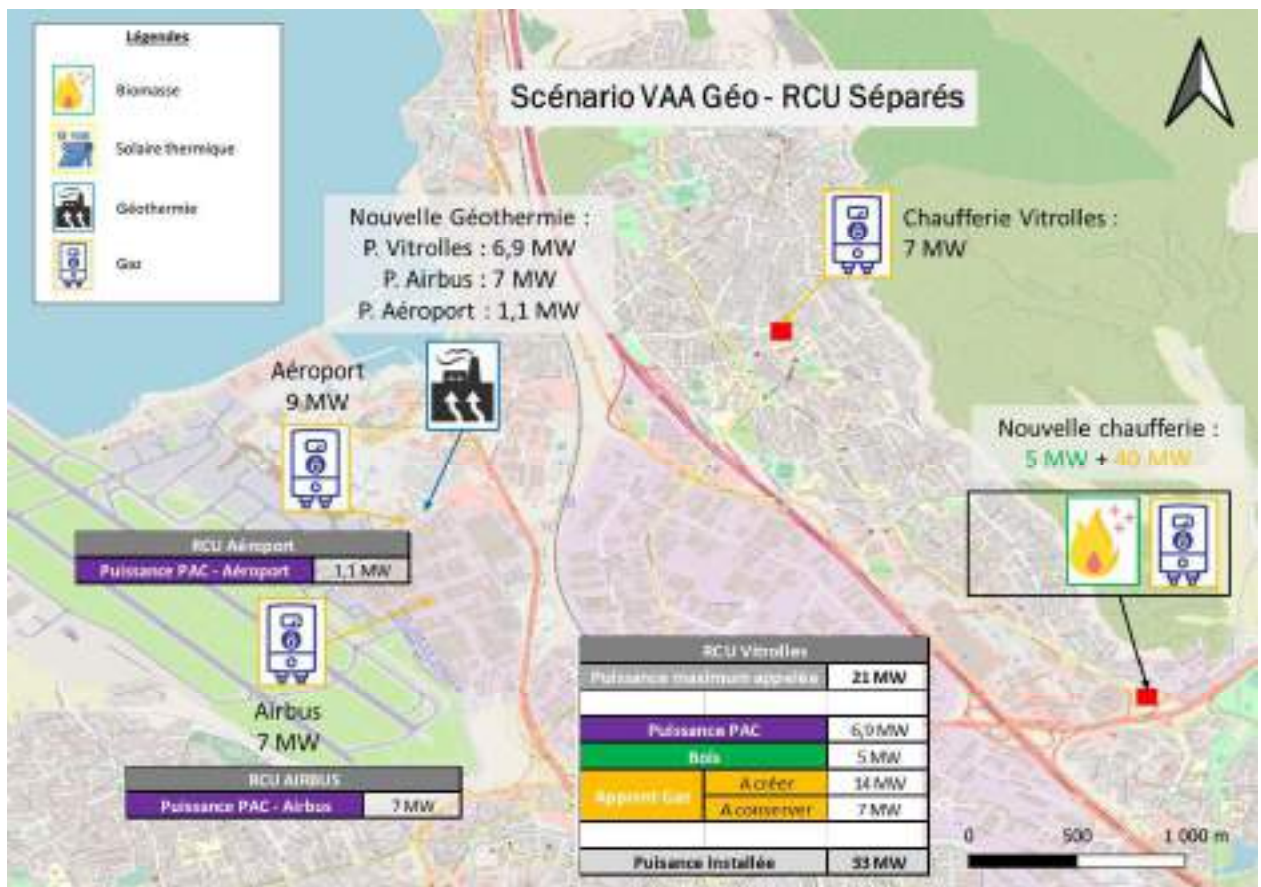 Légendes
Biomasse
Solaire thermique
Géothermie
Gaz
Scénario VAA Géo - RCU Séparés
Nouvelle Géothermie :
P. Vitrolles : 6,9 MW
P. Airbus : 7 MW
P. Aéroport : 1,1 MW
Chaufferie Vitrolles :
7 MW
Aéroport
9 MW
Nouvelle chaufferie :
5 MW + 40 MW
RCU Aéroport
Puissance PAC - Aéroport 1,1 MW
Airbus
7 MW
RCU AIRBUS
Puissance PAC - Airbus 7 MW
RCU Vitrolles
Puissance maximum appelée 21 MW
Puissance PAC 6,9 MW
Bois 5 MW
Appoint Gaz A créer 14 MW
A conserver 7 MW
Puisance installée 33 MW
0 500 1 000 m